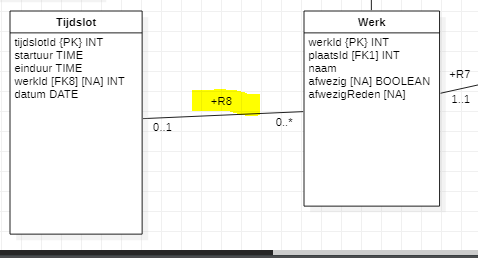 Tijdslot
tijdslotId {PK} INT
startuur TIME
einduur TIME
werkId [FK8] [NA] INT
datum DATE
+R8
0..1
0..*
Werk
werkId {PK} INT
plaatsId [FK1] INT
naam
afwezig [NA] BOOLEAN
afwezigReden [NA]
+R7
1..1